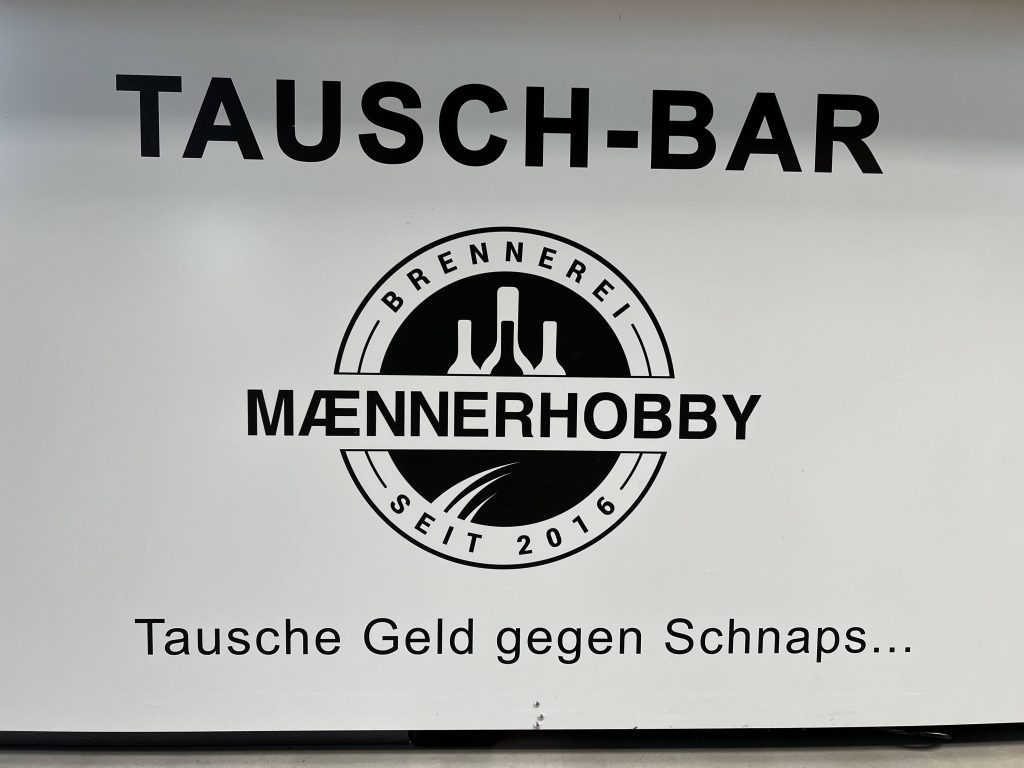 TAUSCH-BAR
BRENNEREI
MÆNNERHOBBY
SEIT 2016
Tausche Geld gegen Schnaps...